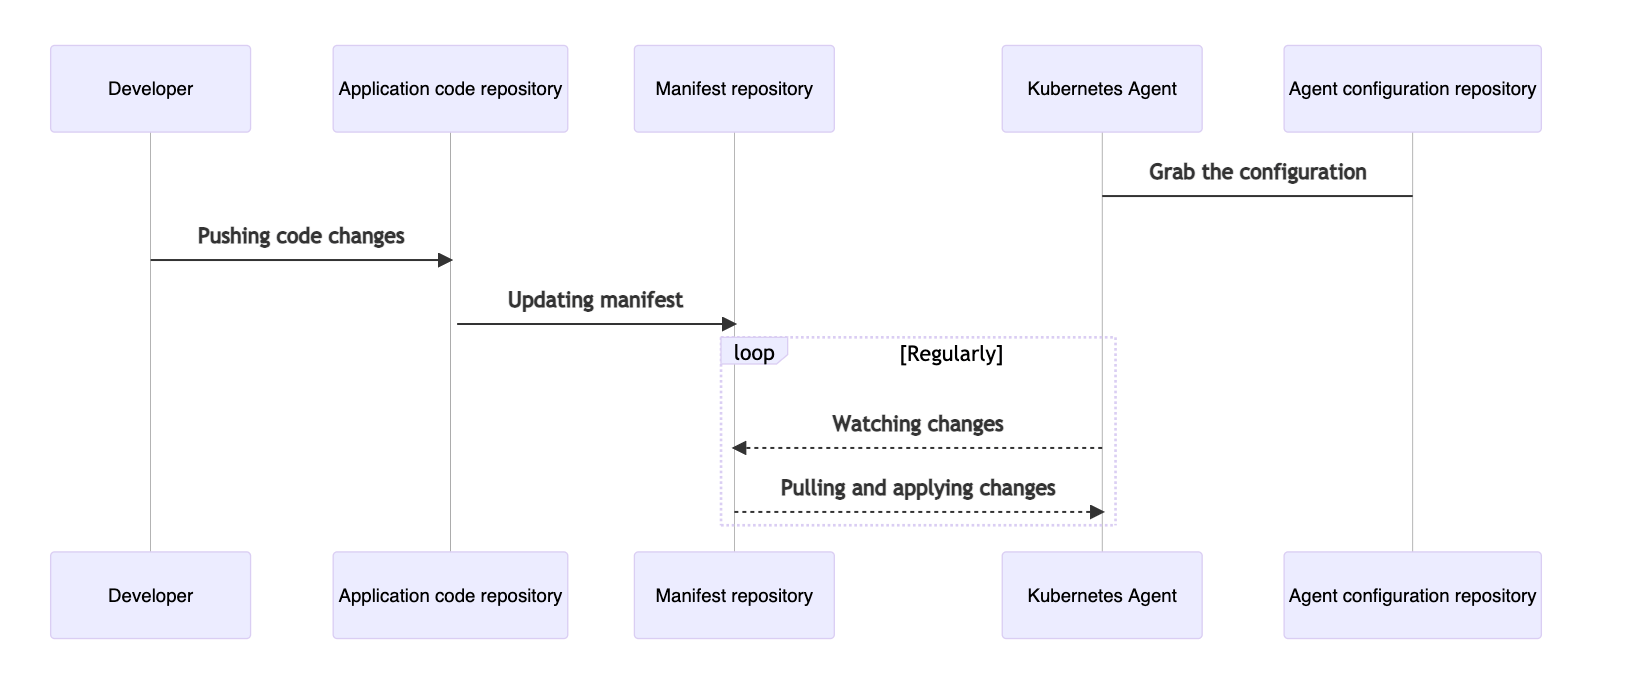 Developer
Application code repository
Manifest repository
Kubernetes Agent
Agent configuration repository
Grab the configuration
Pushing code changes
Updating manifest
loop
[Regularly]
Watching changes
Pulling and applying changes
Developer
Application code repository
Manifest repository
Kubernetes Agent
Agent configuration repository